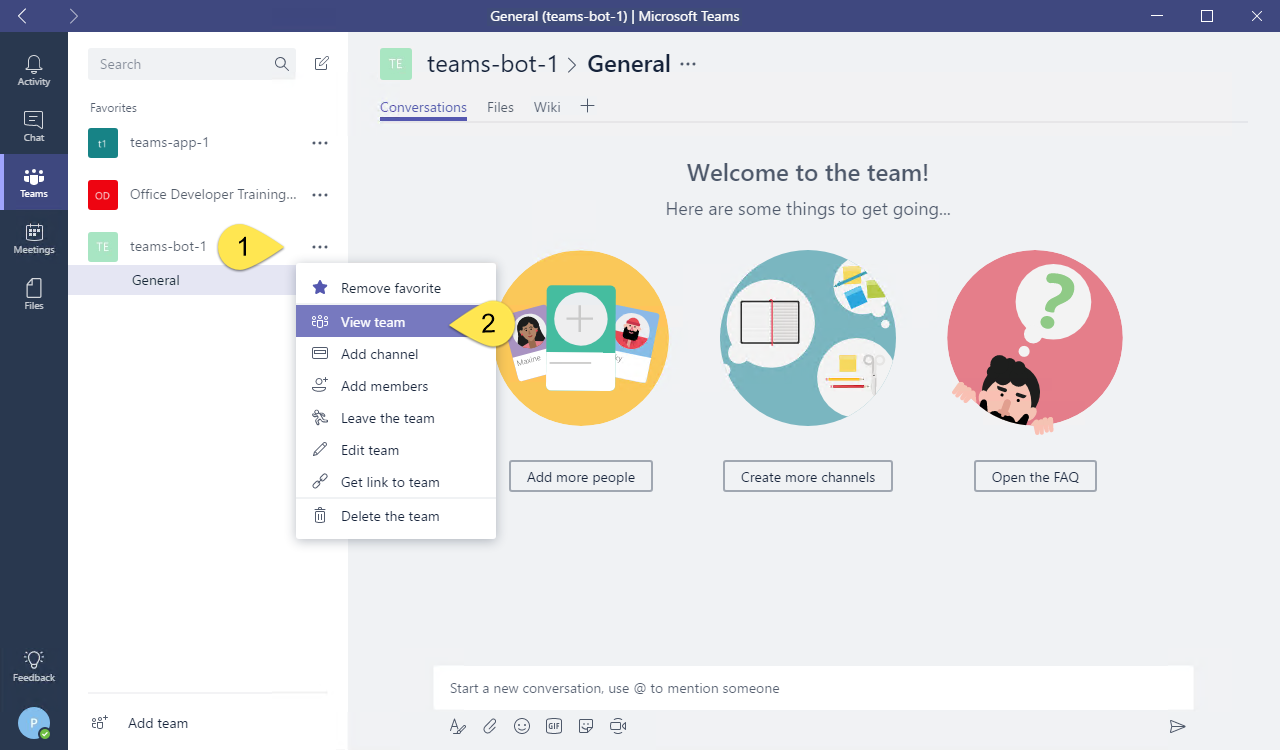 General (teams-bot-1) | Microsoft Teams
Activity
Chat
Teams
Meetings
Files
Feedback
P
Search
Favorites
t1 teams-app-1
OD Office Developer Training...
TE teams-bot-1
1
General
Remove favorite
View team
2
Add channel
Add members
Leave the team
Edit team
Get link to team
Delete the team
Add team
TE teams-bot-1 > General
Conversations Files Wiki
Welcome to the team!
Here are some things to get going...
Maxine
ky
?
Add more people
Create more channels
Open the FAQ
Start a new conversation, use @ to mention someone
GIF